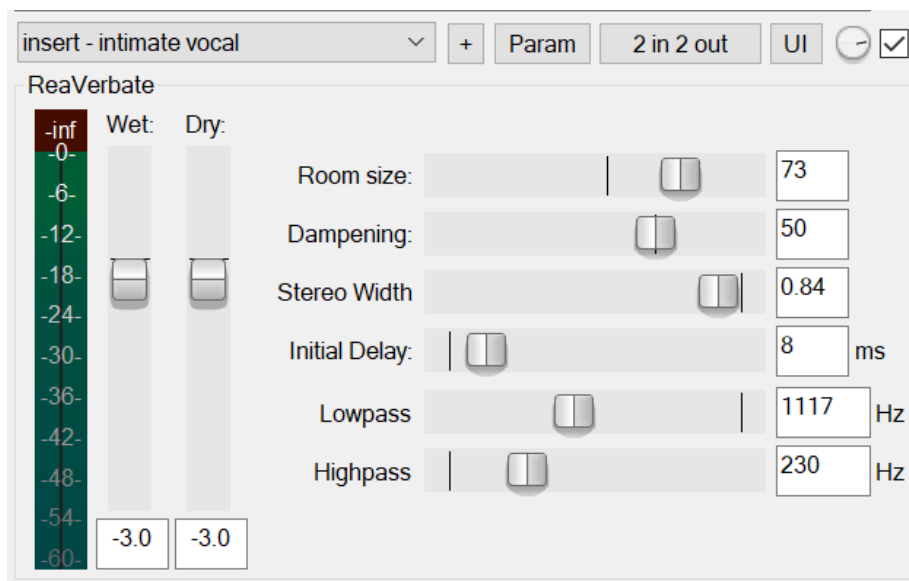 insert - intimate vocal
+
Param
2 in 2 out
UI
ReaVerbate
-inf
-0-
-6-
-12-
-18-
-24-
-30-
-36-
-42-
-48-
-54-
-60-
Wet: Dry:
-3.0 -3.0
Room size: 73
Dampening: 50
Stereo Width 0.84
Initial Delay: 8 ms
Lowpass 1117 Hz
Highpass 230 Hz